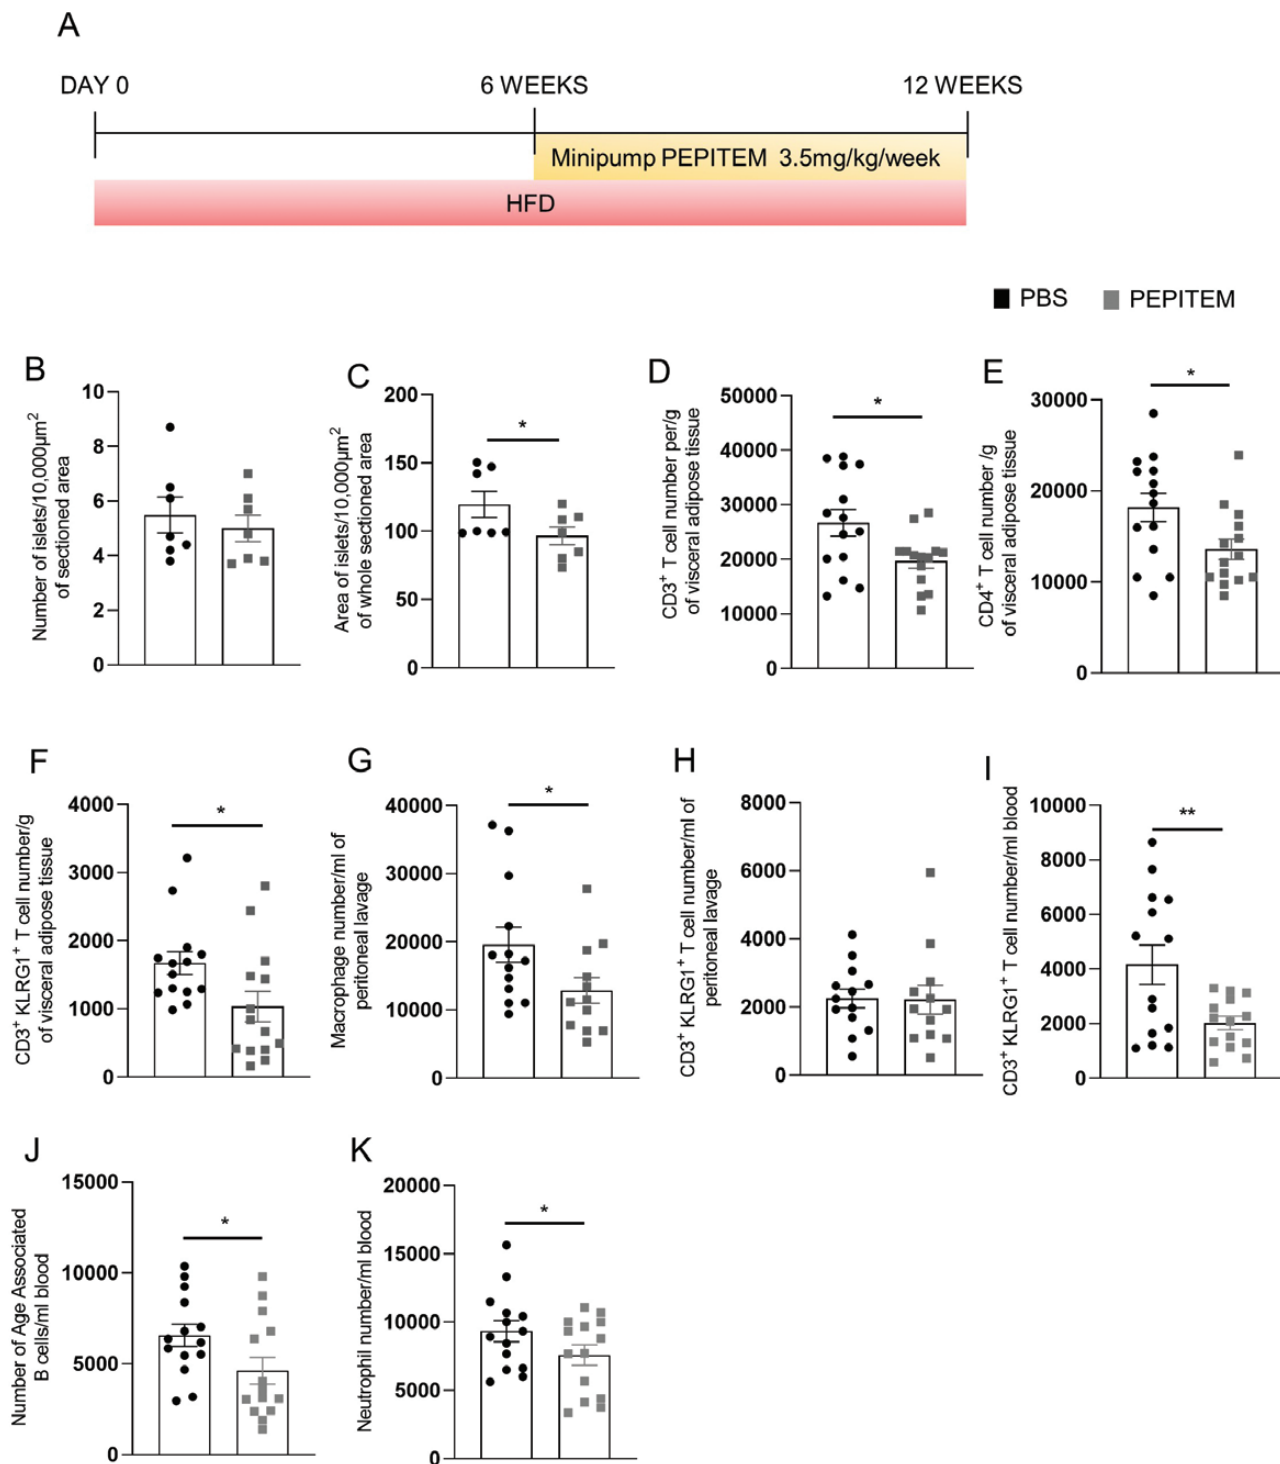 A
DAY 0
6 WEEKS
12 WEEKS
Minipump PEPITEM 3.5mg/kg/week
HFD
PBS
PEPITEM
B
Number of islets/10,000µm²
of sectioned area
10
8
6
4
2
0
C
Area of islets/10,000µm²
of whole sectioned area
200
150
100
50
0
*
D
CD3⁺ T cell number per/g
of visceral adipose tissue
50000
40000
30000
20000
10000
0
*
E
CD4⁺ T cell number /g
of visceral adipose tissue
30000
20000
10000
0
*
F
CD3⁺ KLRG1⁺ T cell number/g
of visceral adipose tissue
4000
3000
2000
1000
0
*
G
Macrophage number/ml of
peritoneal lavage
40000
30000
20000
10000
0
*
H
CD3⁺ KLRG1⁺ T cell number/ml of
peritoneal lavage
8000
6000
4000
2000
0
I
CD3⁺ KLRG1⁺ T cell number/ml blood
10000
8000
6000
4000
2000
0
**
J
Number of Age Associated
B cells/ml blood
15000
10000
5000
0
*
K
Neutrophil number/ml blood
20000
15000
10000
5000
0
*